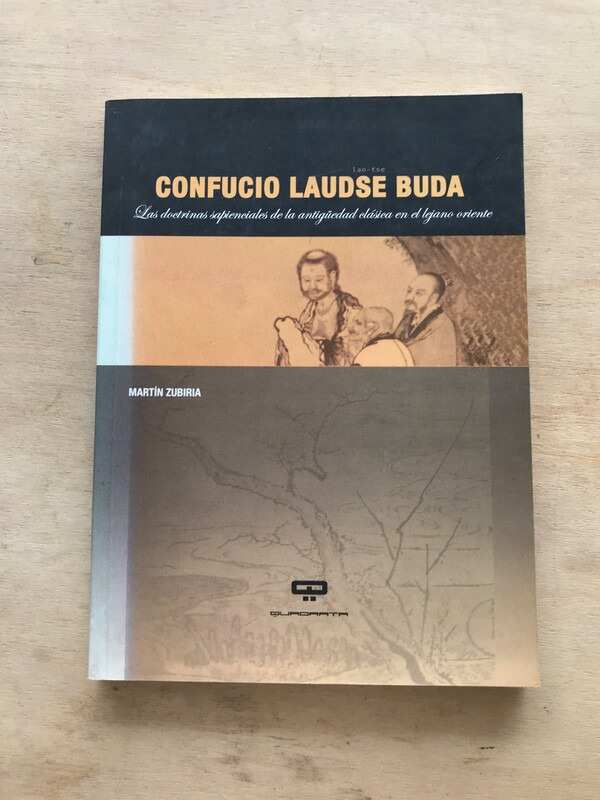 lao-tse
CONFUCIO LAUDSE BUDA
Las doctrinas sapienciales de la antigüedad clásica en el lejano oriente
MARTÍN ZUBIRIA
QUADRATA